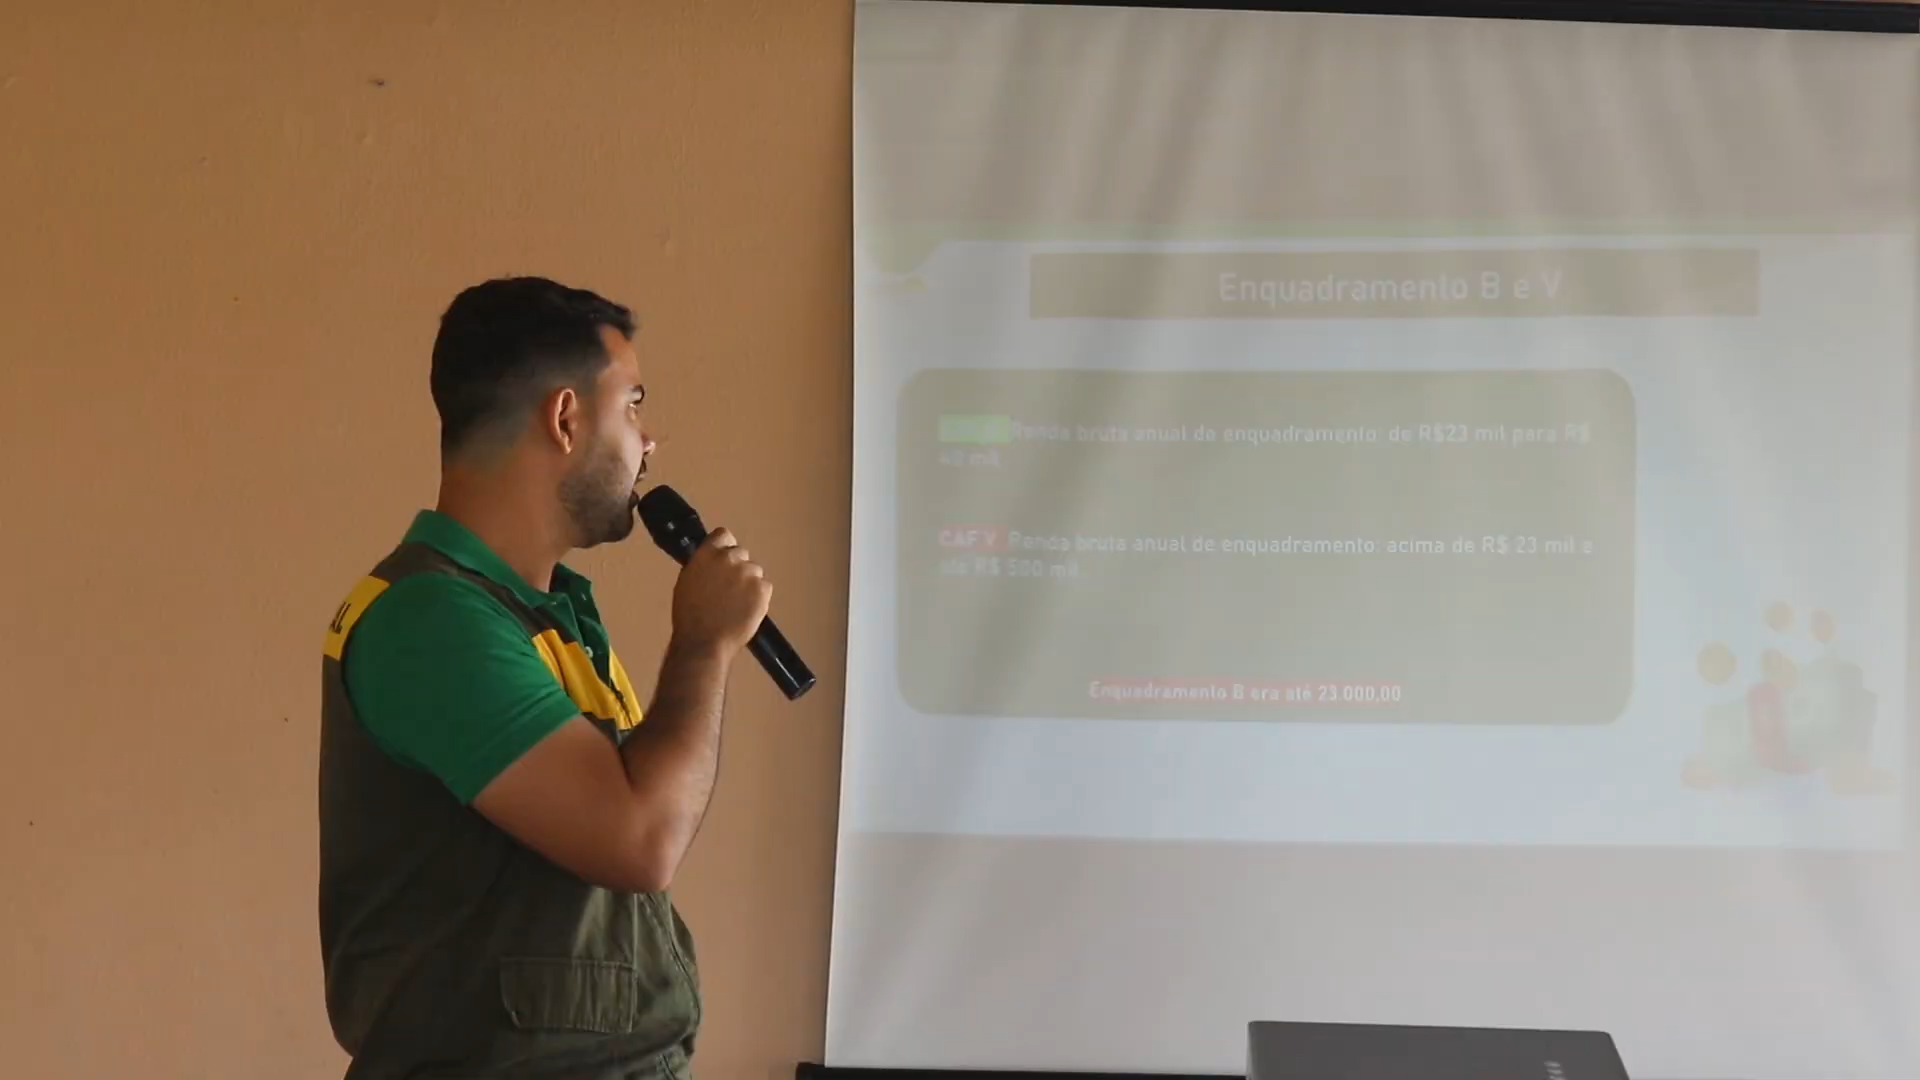 Enquadramento B e V
Renda bruta anual de enquadramento: de R$23 mil para R$
40 mil
CAF V Renda bruta anual de enquadramento: acima de R$ 23 mil e
até R$ 500 mil
Enquadramento B era até 23.000,00
AL